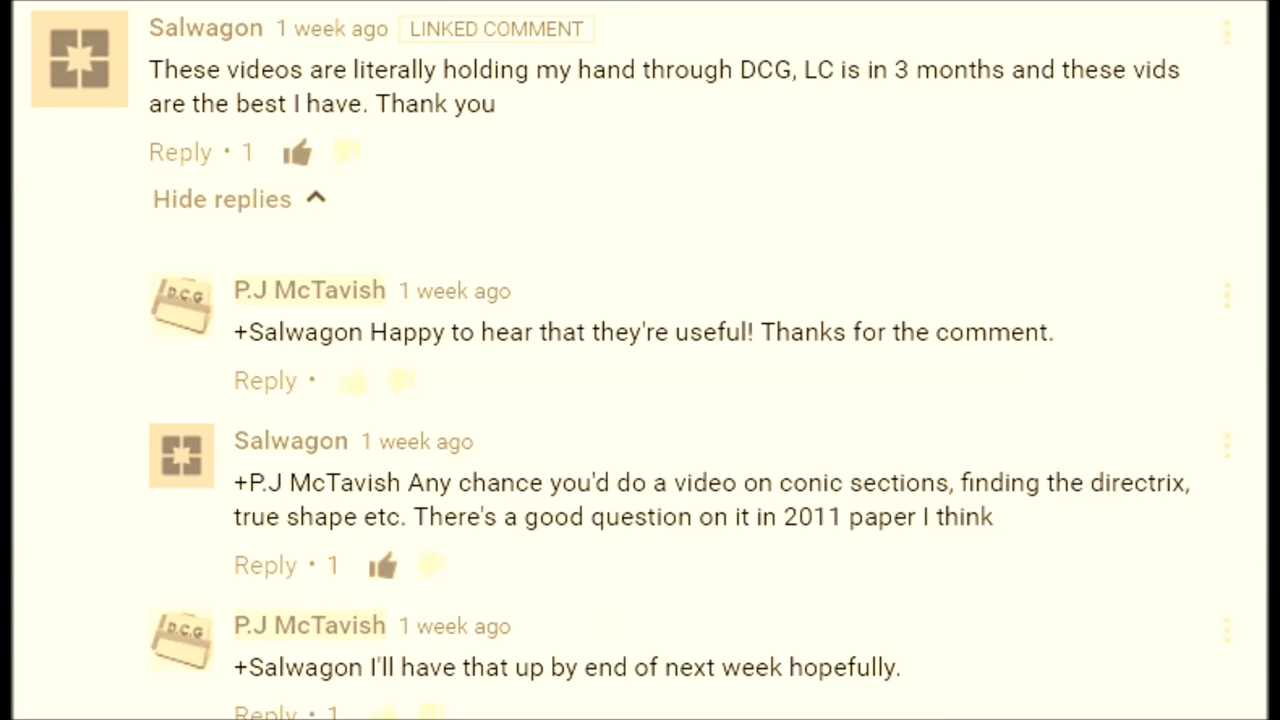 Salwagon 1 week ago LINKED COMMENT
These videos are literally holding my hand through DCG, LC is in 3 months and these vids
are the best I have. Thank you
Reply • 1
Hide replies
D.C.G
P.J McTavish 1 week ago
+Salwagon Happy to hear that they're useful! Thanks for the comment.
Reply •
Salwagon 1 week ago
+P.J McTavish Any chance you'd do a video on conic sections, finding the directrix,
true shape etc. There's a good question on it in 2011 paper I think
Reply • 1
D.C.G
P.J McTavish 1 week ago
+Salwagon I'll have that up by end of next week hopefully.
Reply • 1